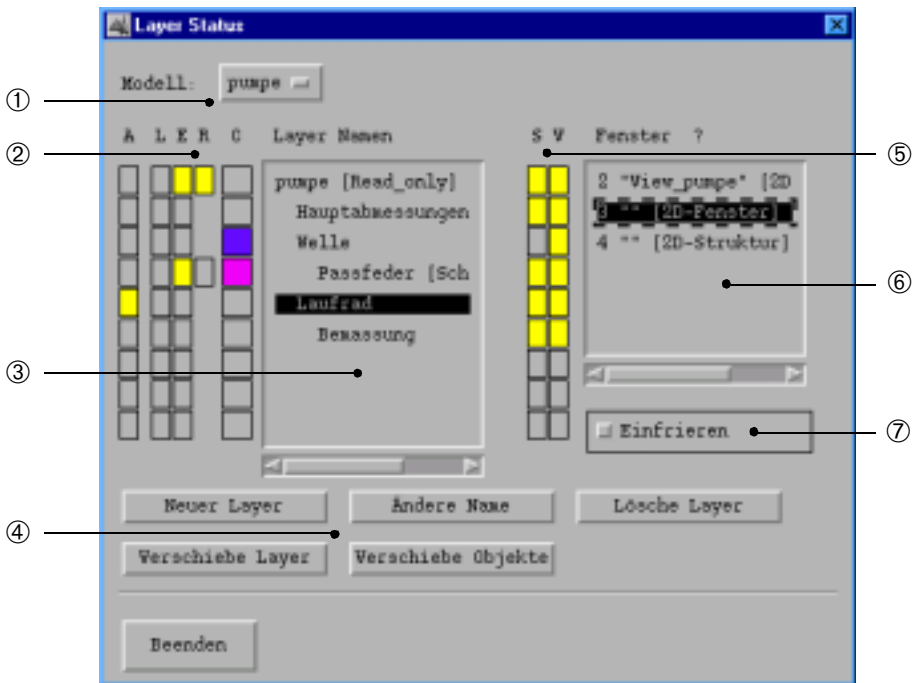 Layer Status
Modell: pumpe
①
A L E R C Layer Namen S V Fenster ?
②
⑤
pumpe [Read_only]
Hauptabmessungen
Welle
Passfeder [Sch
Laufrad
Bemassung
2 "View_pumpe" [2D
3 "" [2D-Fenster]
4 "" [2D-Struktur]
⑥
③
Einfrieren
⑦
Neuer Layer Ändere Name Lösche Layer
④
Verschiebe Layer Verschiebe Objekte
Beenden